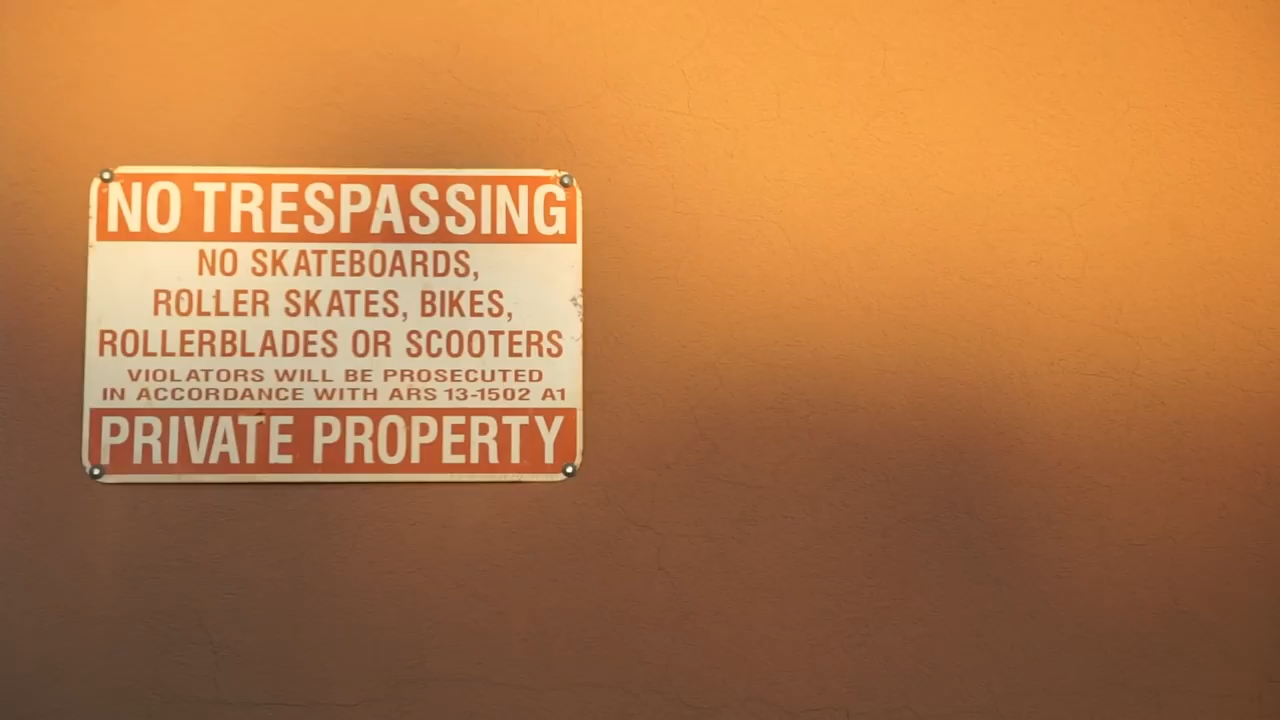 NO TRESPASSING
NO SKATEBOARDS,
ROLLER SKATES, BIKES,
ROLLERBLADES OR SCOOTERS
VIOLATORS WILL BE PROSECUTED
IN ACCORDANCE WITH ARS 13-1502 A1
PRIVATE PROPERTY